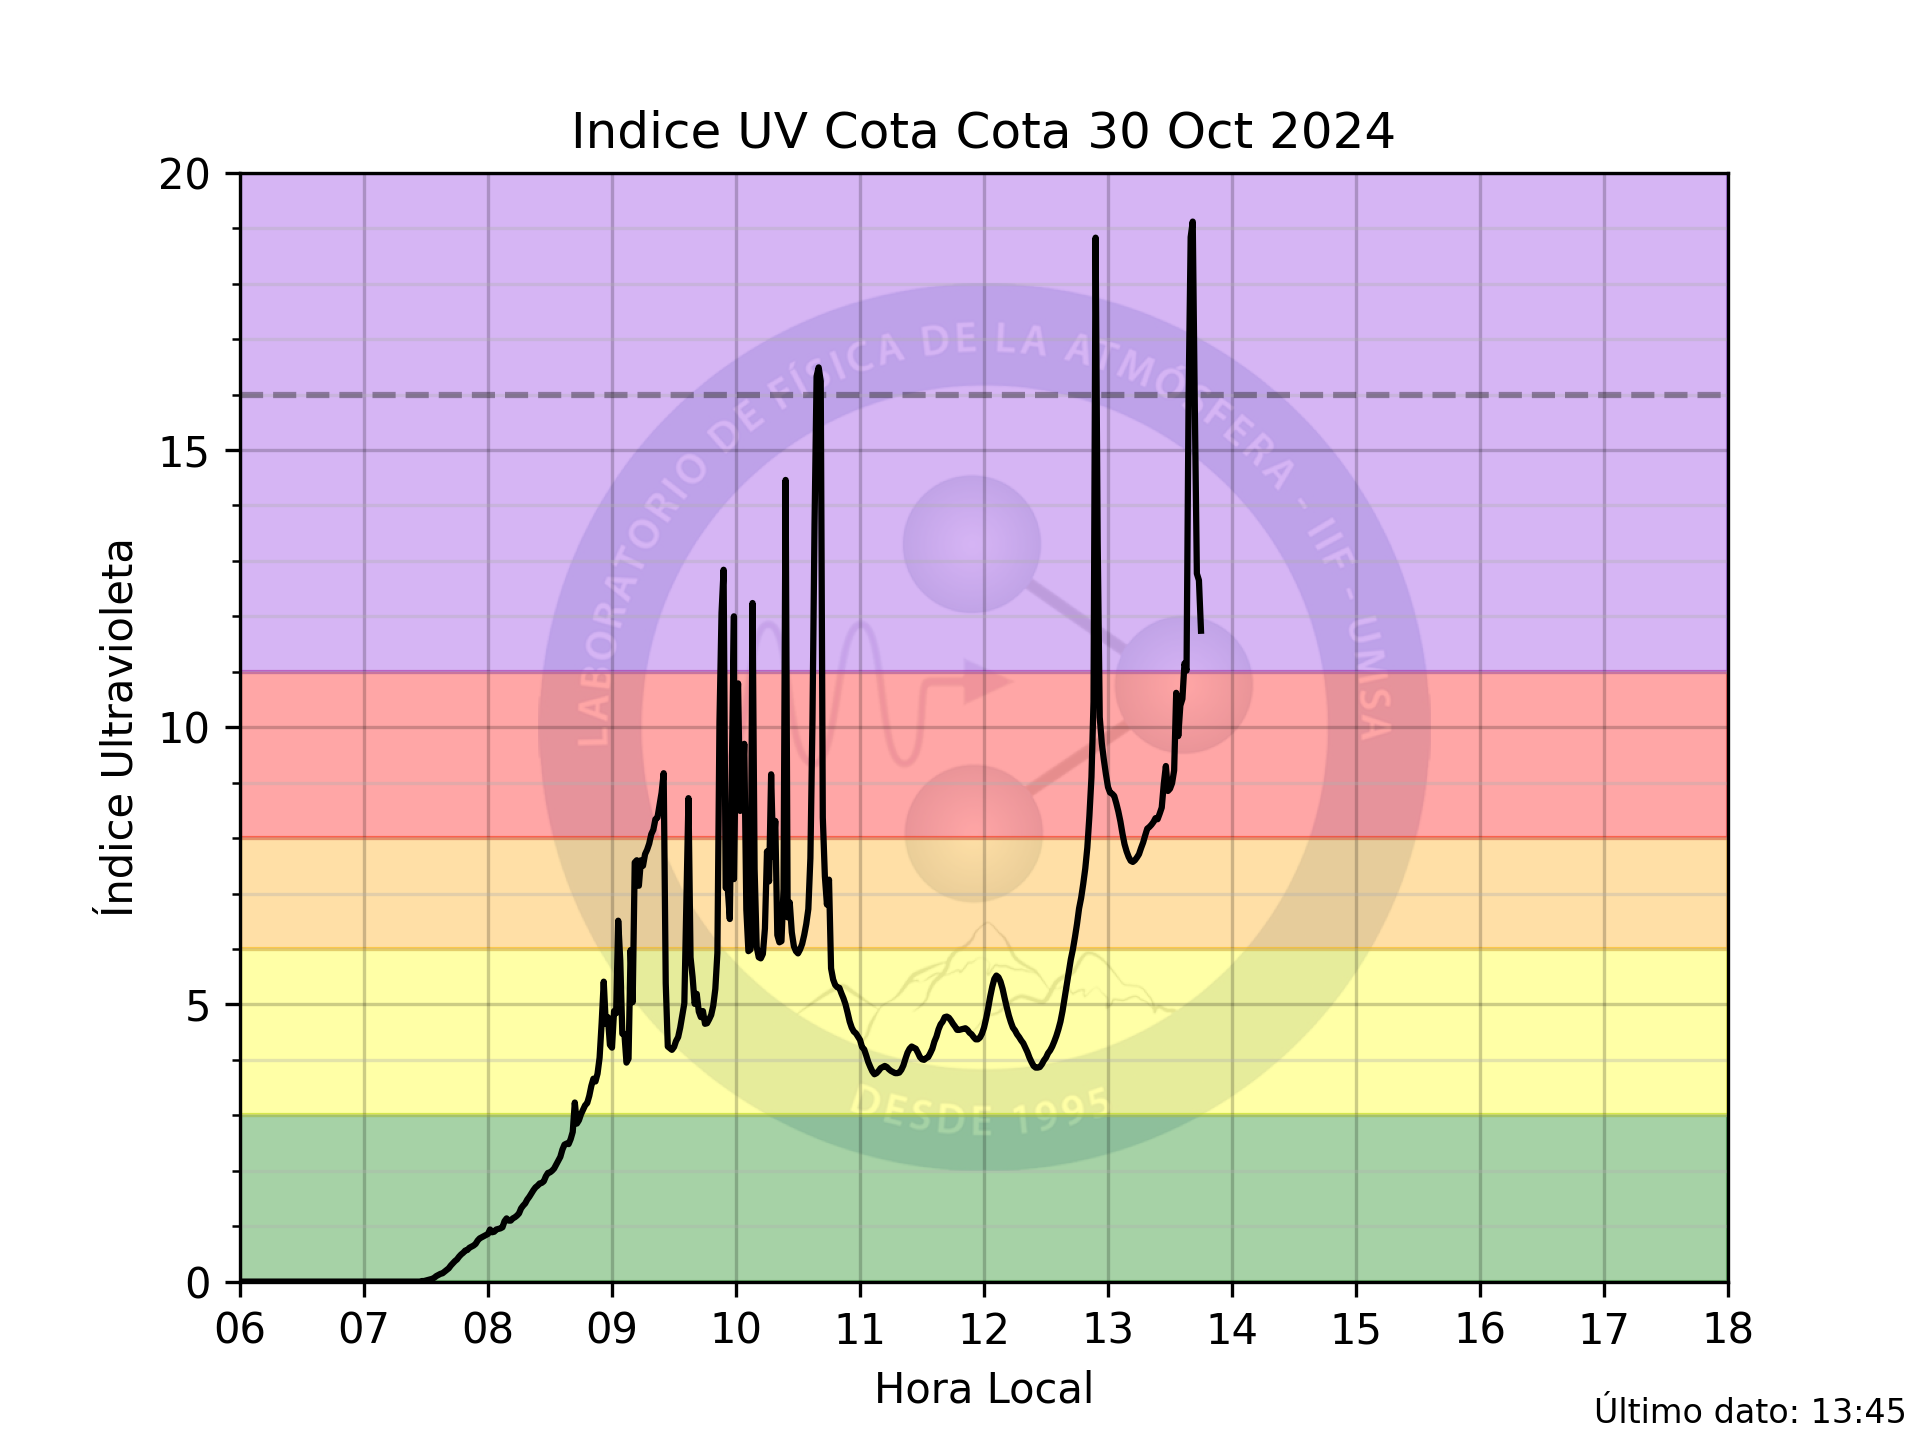 Indice UV Cota Cota 30 Oct 2024
20
15
10
5
0
Índice Ultravioleta
LABORATORIO DE FÍSICA DE LA ATMÓSFERA - IIF - UMSA
DESDE 1995
06 07 08 09 10 11 12 13 14 15 16 17 18
Hora Local
Último dato: 13:45